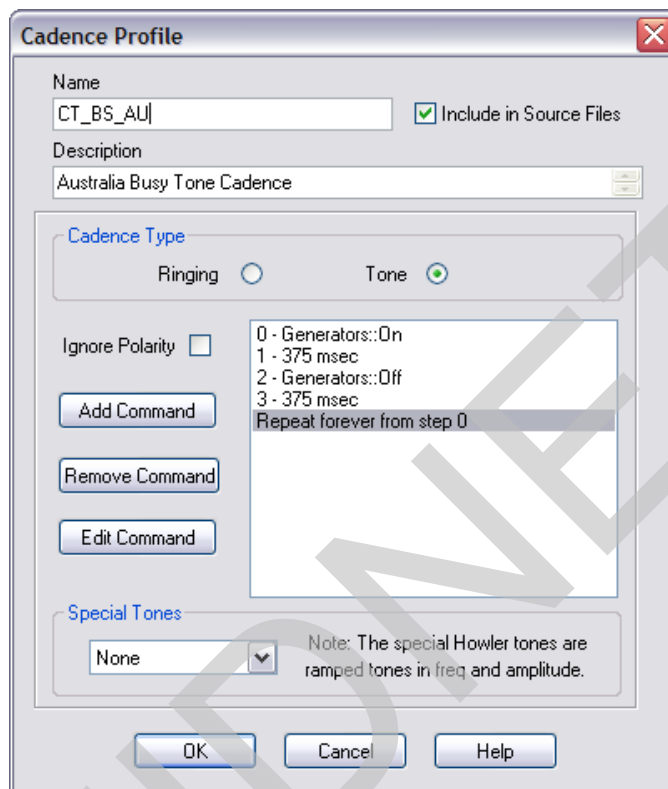 Cadence Profile
Name
CT_BS_AU
Include in Source Files
Description
Australia Busy Tone Cadence
Cadence Type
Ringing
Tone
Ignore Polarity
0 - Generators::On
1 - 375 msec
2 - Generators::Off
3 - 375 msec
Repeat forever from step 0
Add Command
Remove Command
Edit Command
Special Tones
None
Note: The special Howler tones are
ramped tones in freq and amplitude.
OK
Cancel
Help